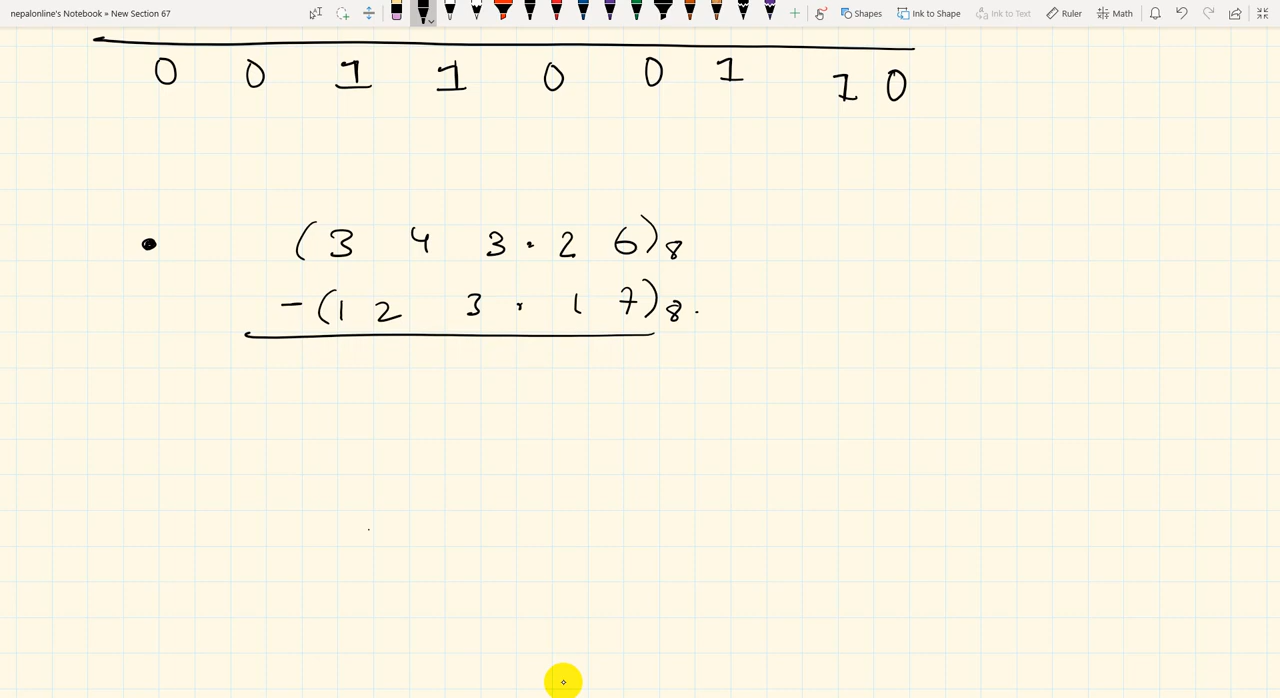 nepalonline's Notebook » New Section 67
Shapes Ink to Shape Ink to Text Ruler Math
0 0 1 1 0 0 1 1 0
(3 4 3 . 2 6)8
- (1 2 3 . 1 7)8 .